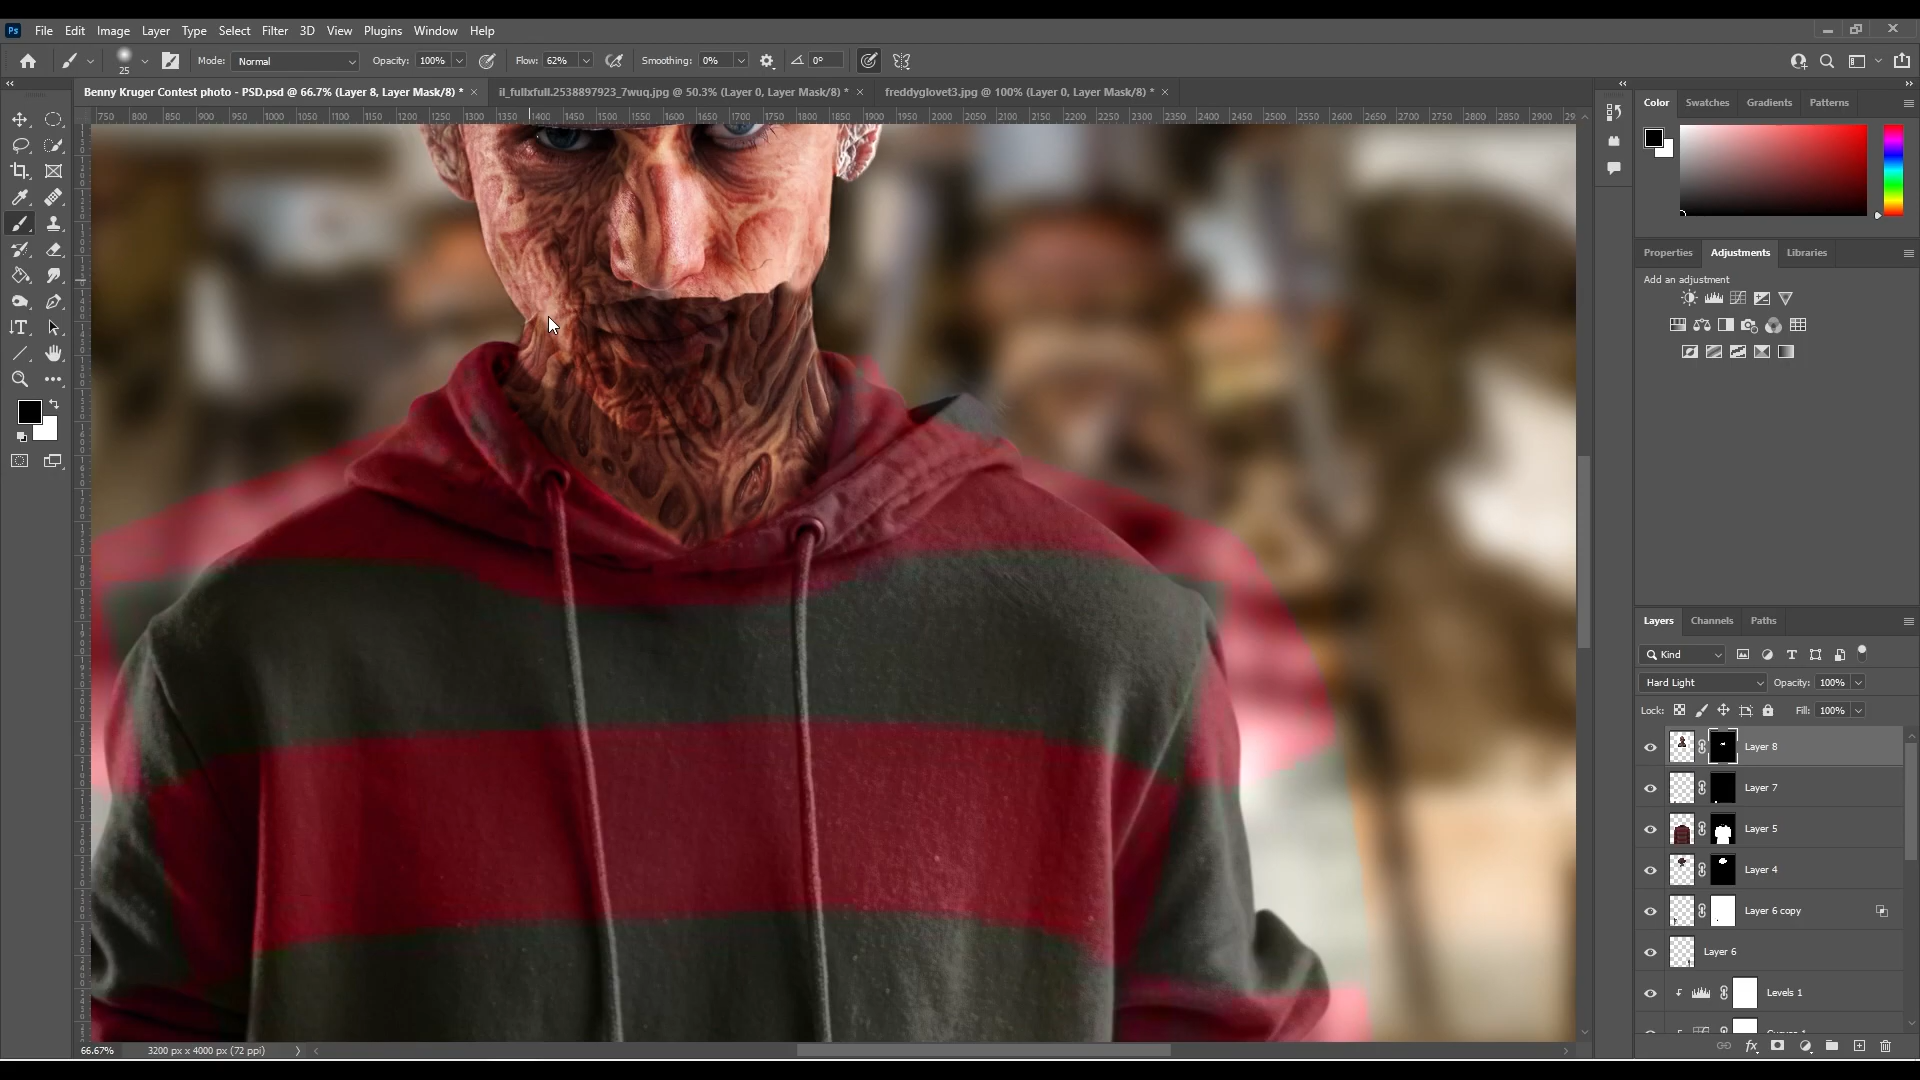 Ps File Edit Image Layer Type Select Filter 3D View Plugins Window Help
25 Mode: Normal Opacity: 100% Flow: 62% Smoothing: 0% 0°
Benny Kruger Contest photo - PSD.psd @ 66.7% (Layer 8, Layer Mask/8) * il_fullxfull.2538897923_7wuq.jpg @ 50.3% (Layer 0, Layer Mask/8) * freddyglovet3.jpg @ 100% (Layer 0, Layer Mask/8) *
750 800 850 900 950 1000 1050 1100 1150 1200 1250 1300 1350 1400 1450 1500 1550 1600 1650 1700 1750 1800 1850 1900 1950 2000 2050 2100 2150 2200 2250 2300 2350 2400 2450 2500 2550 2600 2650 2700 2750 2800 2850 2900
Color Swatches Gradients Patterns
Properties Adjustments Libraries
Add an adjustment
Layers Channels Paths
Kind
Hard Light Opacity: 100%
Lock: Fill: 100%
Layer 8
Layer 7
Layer 5
Layer 4
Layer 6 copy
Layer 6
Levels 1
66.67% 3200 px x 4000 px (72 ppi)